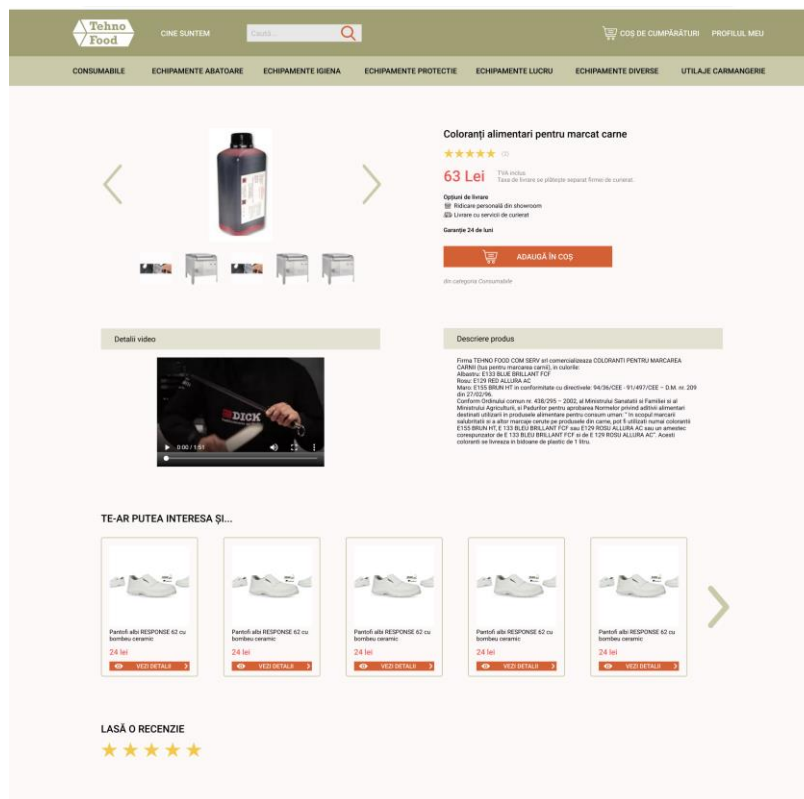 Tehno
Food
CINE SUNTEM
Caută...
COȘ DE CUMPĂRĂTURI
PROFILUL MEU
CONSUMABILE
ECHIPAMENTE ABATOARE
ECHIPAMENTE IGIENA
ECHIPAMENTE PROTECTIE
ECHIPAMENTE LUCRU
ECHIPAMENTE DIVERSE
UTILAJE CARMANGERIE
Coloranți alimentari pentru marcat carne
63 Lei
TVA inclus
Taxa de livrare se plătește separat firmei de curierat.
Opțiuni de livrare
Ridicare personală din showroom
Livrare cu servicii de curierat
Garanție 24 de luni
ADAUGĂ ÎN COȘ
din categoria Consumabile
Detalii video
DICK
0:00 / 1:51
Descriere produs
Firma TEHNO FOOD COM SERV srl comercializeaza COLORANTI PENTRU MARCAREA
CARNII (tus pentru marcarea carnii), in culorile:
Albastru: E133 BLUE BRILLANT FCF
Rosu: E129 RED ALLURA AC
Maro: E155 BRUN HT in conformitate cu directivele: 94/36/CEE - 91/497/CEE – D.M. nr. 209
din 27/02/96.
Conform Ordinului comun nr. 438/295 – 2002, al Ministrului Sanatatii si Familiei si al
Ministrului Agriculturii, si Padurilor pentru aprobarea Normelor privind aditivii alimentari
destinati utilizarii in produsele alimentare pentru consum uman: " In scopul marcarii
salubritatii si a altor marcaje cerute pe produsele din carne, pot fi utilizati numai colorantii
E155 BRUN HT, E 133 BLEU BRILLANT FCF sau E129 ROSU ALLURA AC sau un amestec
corespunzator de E 133 BLEU BRILLANT FCF si de E 129 ROSU ALLURA AC". Acesti
coloranti se livreaza in bidoane de plastic de 1 litru.
TE-AR PUTEA INTERESA ȘI...
Pantofi albi RESPONSE 62 cu
bombeu ceramic
24 lei
VEZI DETALII
Pantofi albi RESPONSE 62 cu
bombeu ceramic
24 lei
VEZI DETALII
Pantofi albi RESPONSE 62 cu
bombeu ceramic
24 lei
VEZI DETALII
Pantofi albi RESPONSE 62 cu
bombeu ceramic
24 lei
VEZI DETALII
Pantofi albi RESPONSE 62 cu
bombeu ceramic
24 lei
VEZI DETALII
LASĂ O RECENZIE